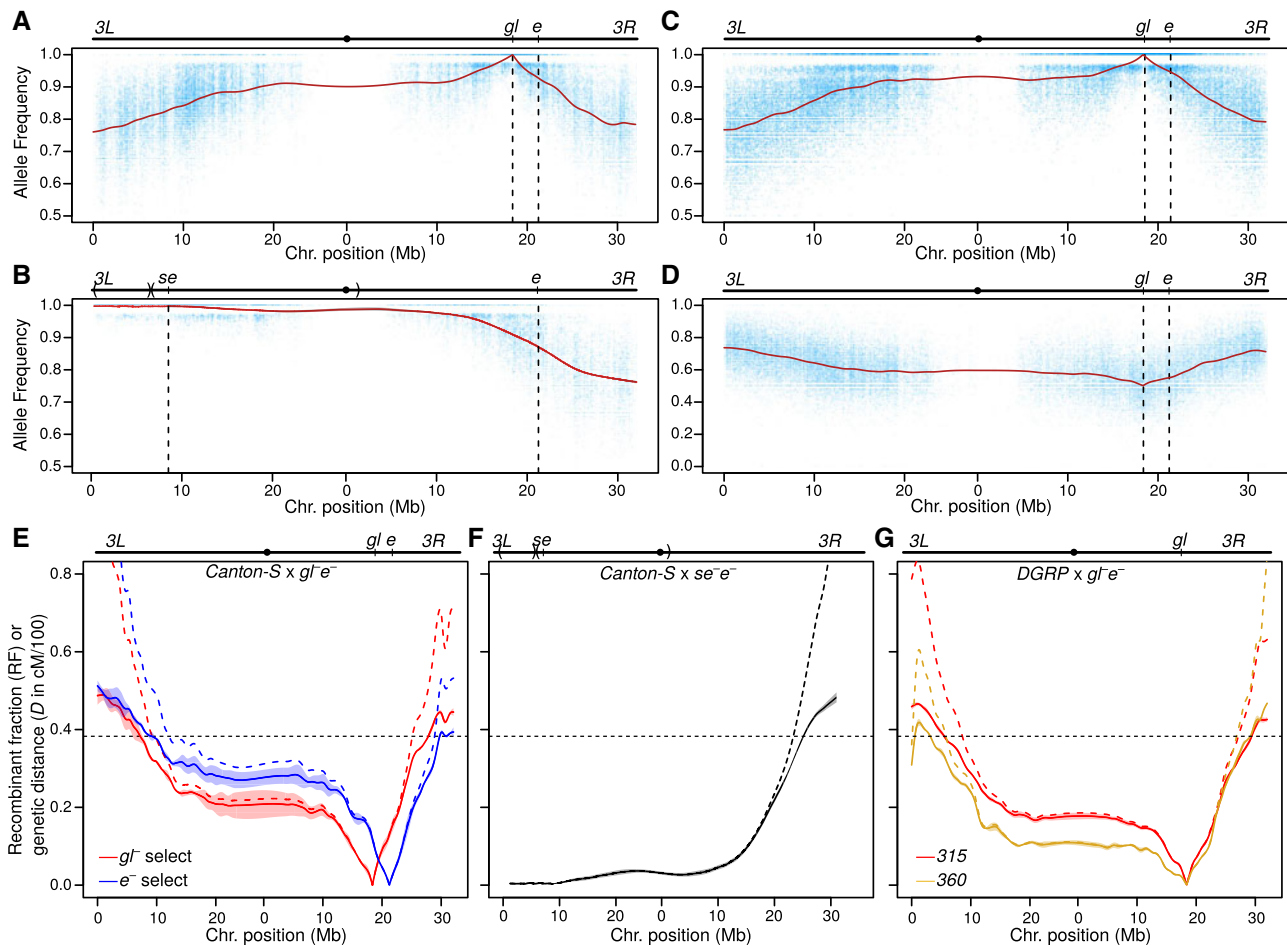 A
3L
gl
e
3R
1.0
0.9
0.8
0.7
0.6
0.5
Allele Frequency
0
10
20
0
10
20
30
Chr. position (Mb)
C
3L
gl
e
3R
1.0
0.9
0.8
0.7
0.6
0.5
0
10
20
0
10
20
30
Chr. position (Mb)
B
3L
se
e
3R
1.0
0.9
0.8
0.7
0.6
0.5
Allele Frequency
0
10
20
0
10
20
30
Chr. position (Mb)
D
3L
gl
e
3R
1.0
0.9
0.8
0.6
0.4
0.2
0.0
0
10
20
0
10
20
30
Chr. position (Mb)
E
3L
gl
e
3R
Canton-S x gl⁻e⁻
Recombinant fraction (RF) or
genetic distance (D in cM/100)
0.8
0.6
0.4
0.2
0.0
gl⁻ select
e⁻ select
0
10
20
0
10
20
30
Chr. position (Mb)
F
3L
se
3R
Canton-S x se⁻e⁻
0
10
20
0
10
20
30
Chr. position (Mb)
G
3L
gl
3R
DGRP x gl⁻e⁻
315
360
0
10
20
0
10
20
30
Chr. position (Mb)